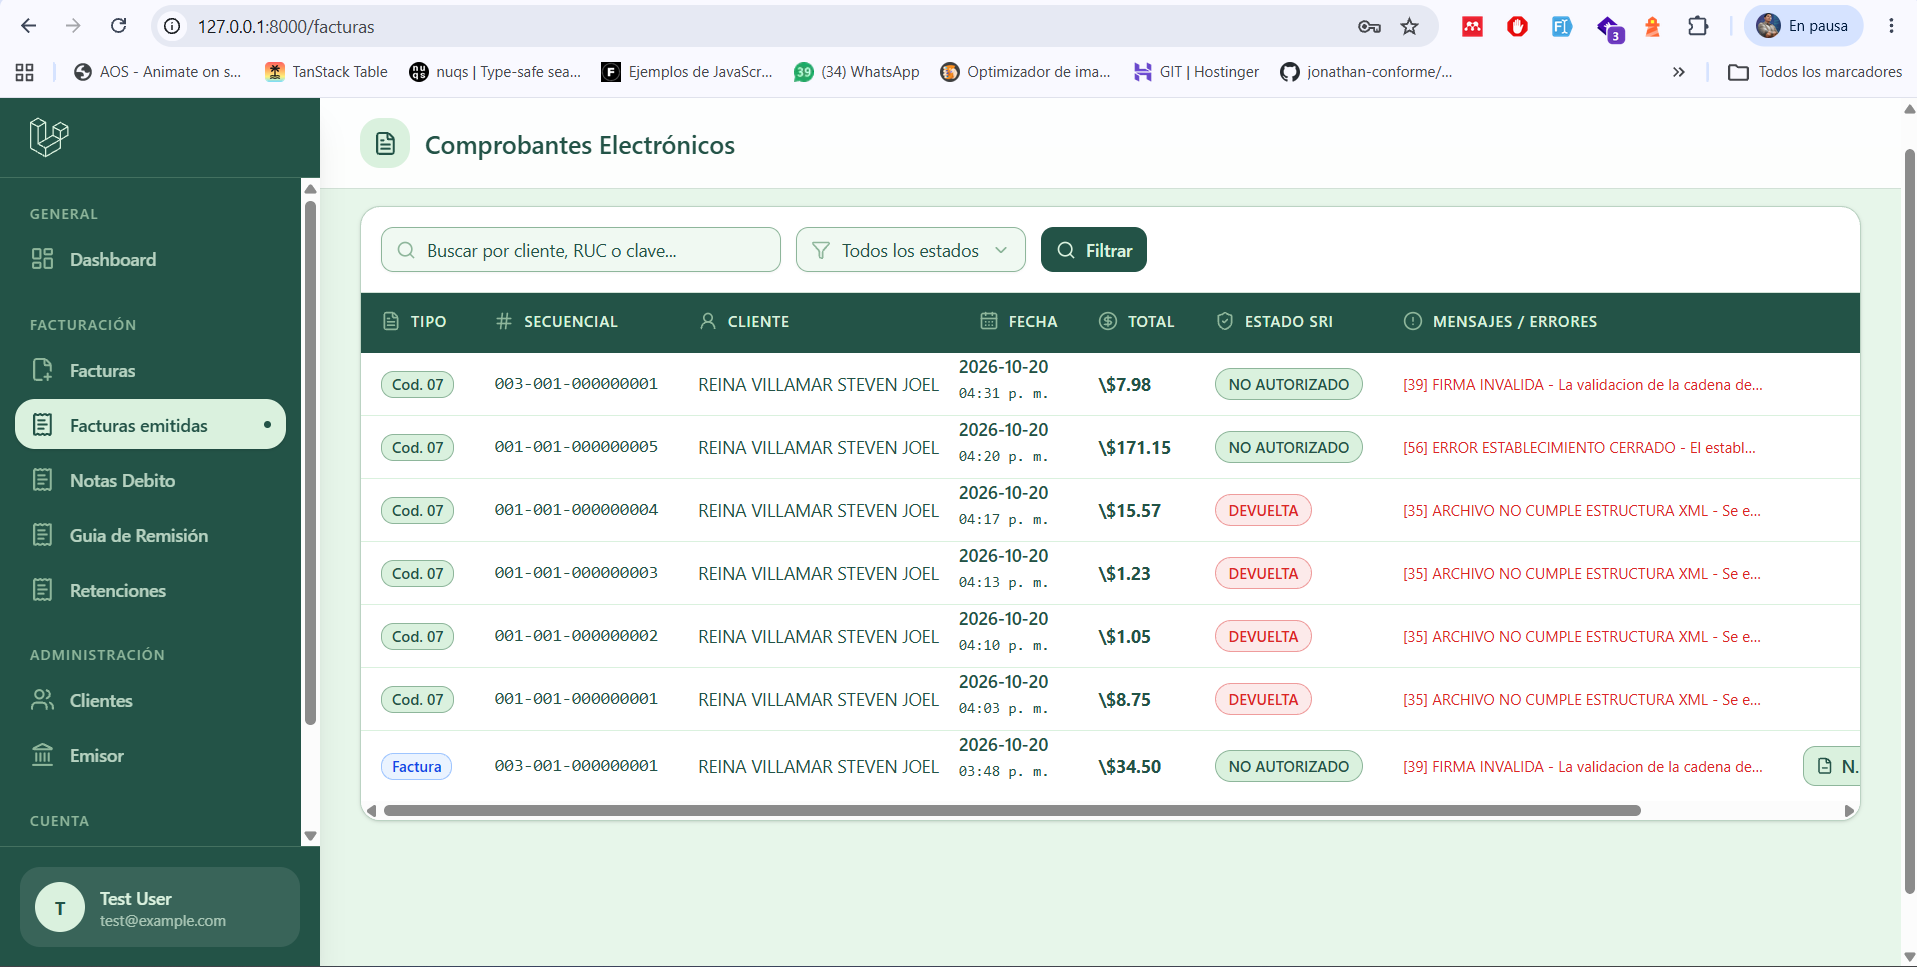 127.0.0.1:8000/facturas
3
En pausa
AOS - Animate on s...
TanStack Table
nuqs | Type-safe sea...
Ejemplos de JavaScr...
39 (34) WhatsApp
Optimizador de ima...
GIT | Hostinger
jonathan-conforme/...
Todos los marcadores
GENERAL
Dashboard
FACTURACIÓN
Facturas
Facturas emitidas
Notas Debito
Guia de Remisión
Retenciones
ADMINISTRACIÓN
Clientes
Emisor
CUENTA
T
Test User
test@example.com
Comprobantes Electrónicos
Buscar por cliente, RUC o clave...
Todos los estados
Filtrar
TIPO SECUENCIAL CLIENTE FECHA TOTAL ESTADO SRI MENSAJES / ERRORES
Cod. 07 003-001-000000001 REINA VILLAMAR STEVEN JOEL 2026-10-20 04:31 p. m. \$7.98 NO AUTORIZADO [39] FIRMA INVALIDA - La validacion de la cadena de...
Cod. 07 001-001-000000005 REINA VILLAMAR STEVEN JOEL 2026-10-20 04:20 p. m. \$171.15 NO AUTORIZADO [56] ERROR ESTABLECIMIENTO CERRADO - El establ...
Cod. 07 001-001-000000004 REINA VILLAMAR STEVEN JOEL 2026-10-20 04:17 p. m. \$15.57 DEVUELTA [35] ARCHIVO NO CUMPLE ESTRUCTURA XML - Se e...
Cod. 07 001-001-000000003 REINA VILLAMAR STEVEN JOEL 2026-10-20 04:13 p. m. \$1.23 DEVUELTA [35] ARCHIVO NO CUMPLE ESTRUCTURA XML - Se e...
Cod. 07 001-001-000000002 REINA VILLAMAR STEVEN JOEL 2026-10-20 04:10 p. m. \$1.05 DEVUELTA [35] ARCHIVO NO CUMPLE ESTRUCTURA XML - Se e...
Cod. 07 001-001-000000001 REINA VILLAMAR STEVEN JOEL 2026-10-20 04:03 p. m. \$8.75 DEVUELTA [35] ARCHIVO NO CUMPLE ESTRUCTURA XML - Se e...
Factura 003-001-000000001 REINA VILLAMAR STEVEN JOEL 2026-10-20 03:48 p. m. \$34.50 NO AUTORIZADO [39] FIRMA INVALIDA - La validacion de la cadena de... N.